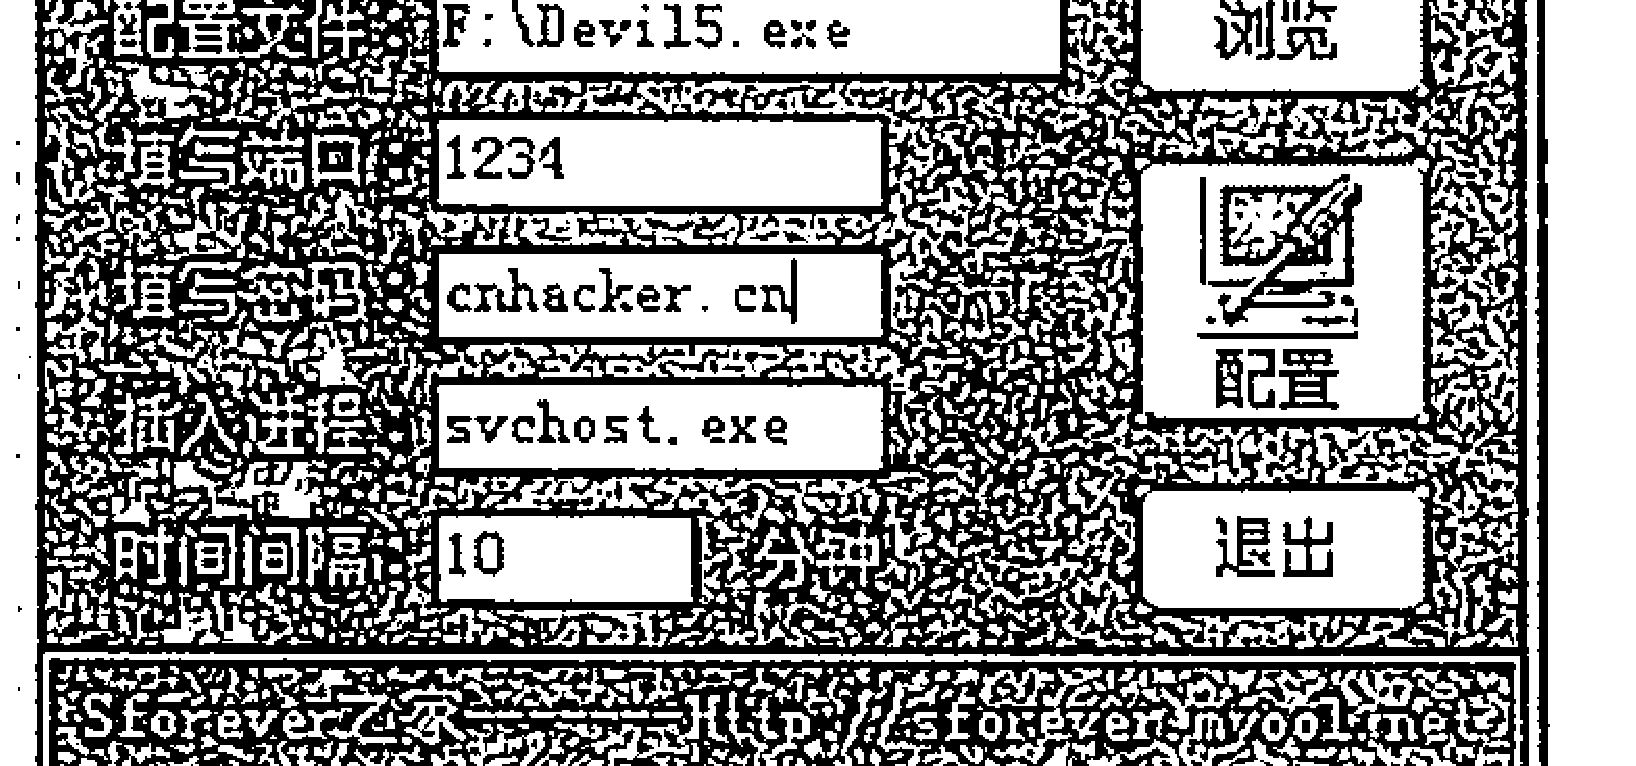 配置文件： F:\Devil5.exe 浏览
填写端口： 1234
填写密码： cnhacker.cn
配置
插入进程： svchost.exe
时间间隔： 10 分钟 退出
Sforever之家————Http://sforever.myool.net